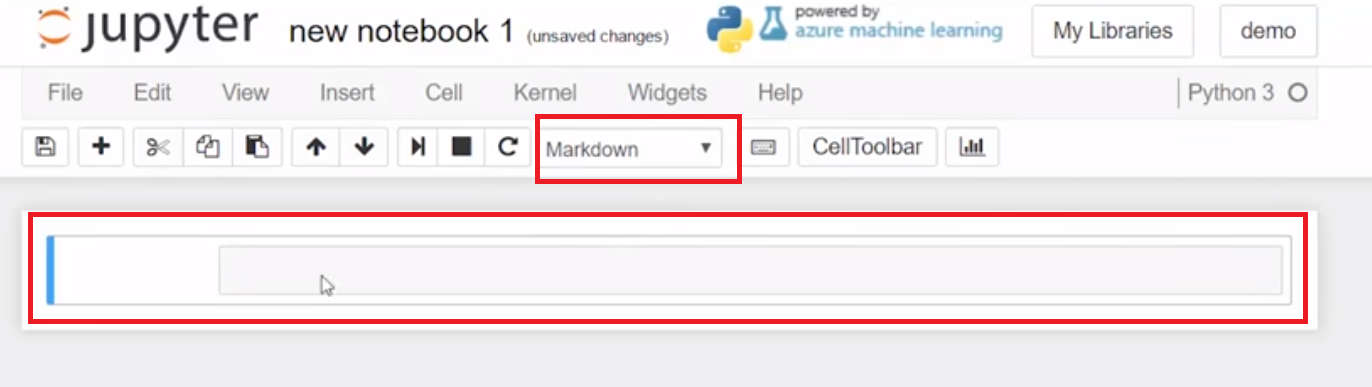 jupyter new notebook 1 (unsaved changes)
powered by
azure machine learning
My Libraries
demo
File Edit View Insert Cell Kernel Widgets Help Python 3
Markdown CellToolbar